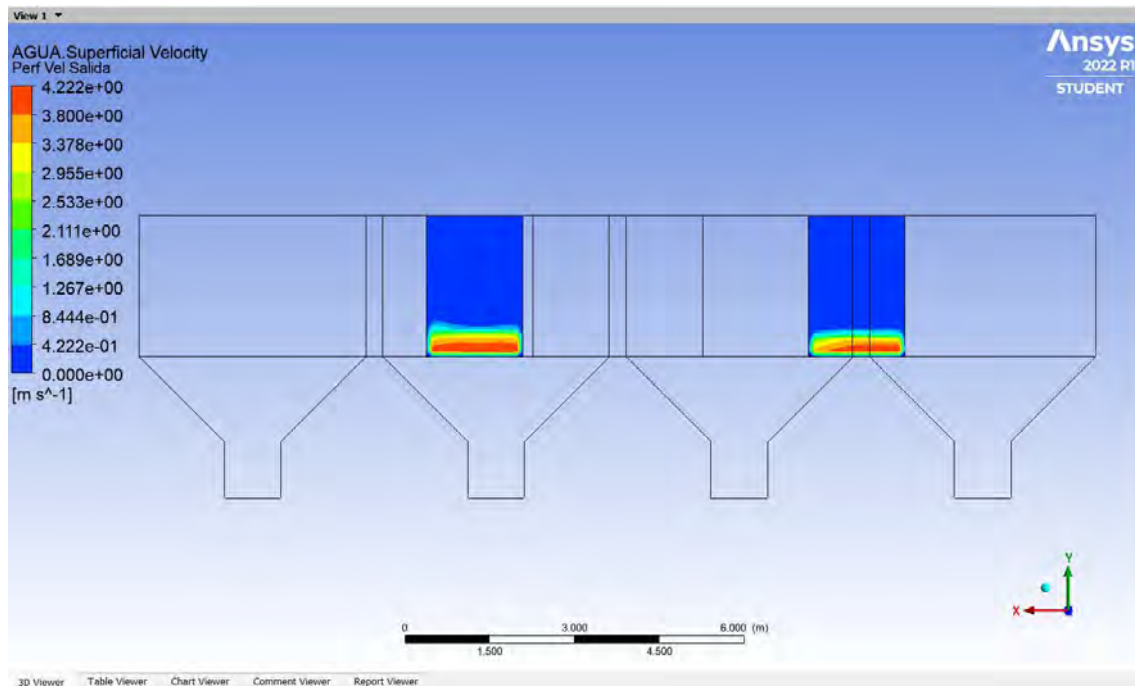 View 1
AGUA.Superficial Velocity
Perf Vel Salida
4.222e+00
3.800e+00
3.378e+00
2.955e+00
2.533e+00
2.111e+00
1.689e+00
1.267e+00
8.444e-01
4.222e-01
0.000e+00
[m s^-1]
Ansys
2022 R1
STUDENT
0 3.000 6.000 (m)
1.500 4.500
Y
X
3D Viewer Table Viewer Chart Viewer Comment Viewer Report Viewer